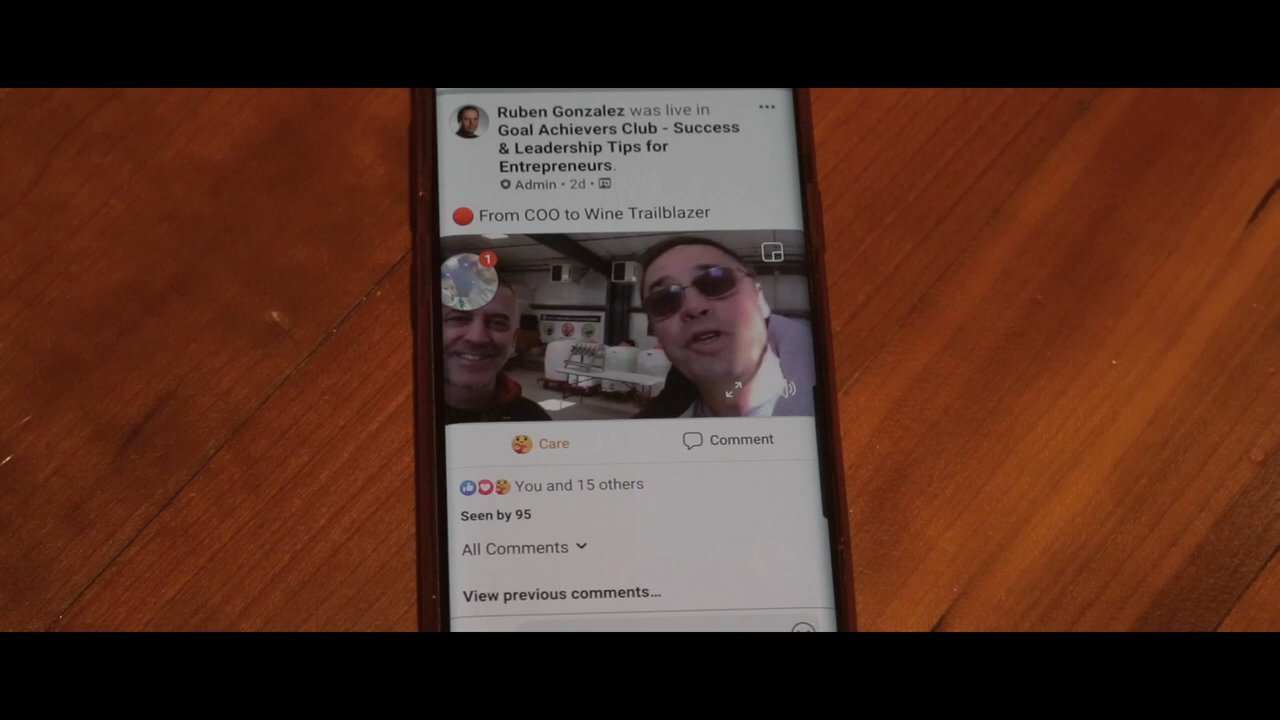 Ruben Gonzalez was live in
Goal Achievers Club - Success
& Leadership Tips for
Entrepreneurs.
Admin · 2d ·
From COO to Wine Trailblazer
1
Care
Comment
You and 15 others
Seen by 95
All Comments
View previous comments...